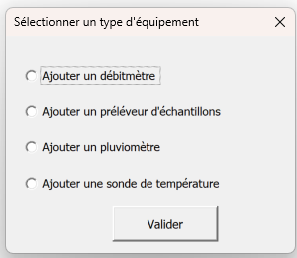 Sélectionner un type d'équipement
Ajouter un débitmètre
Ajouter un préléveur d'échantillons
Ajouter un pluviomètre
Ajouter une sonde de température
Valider